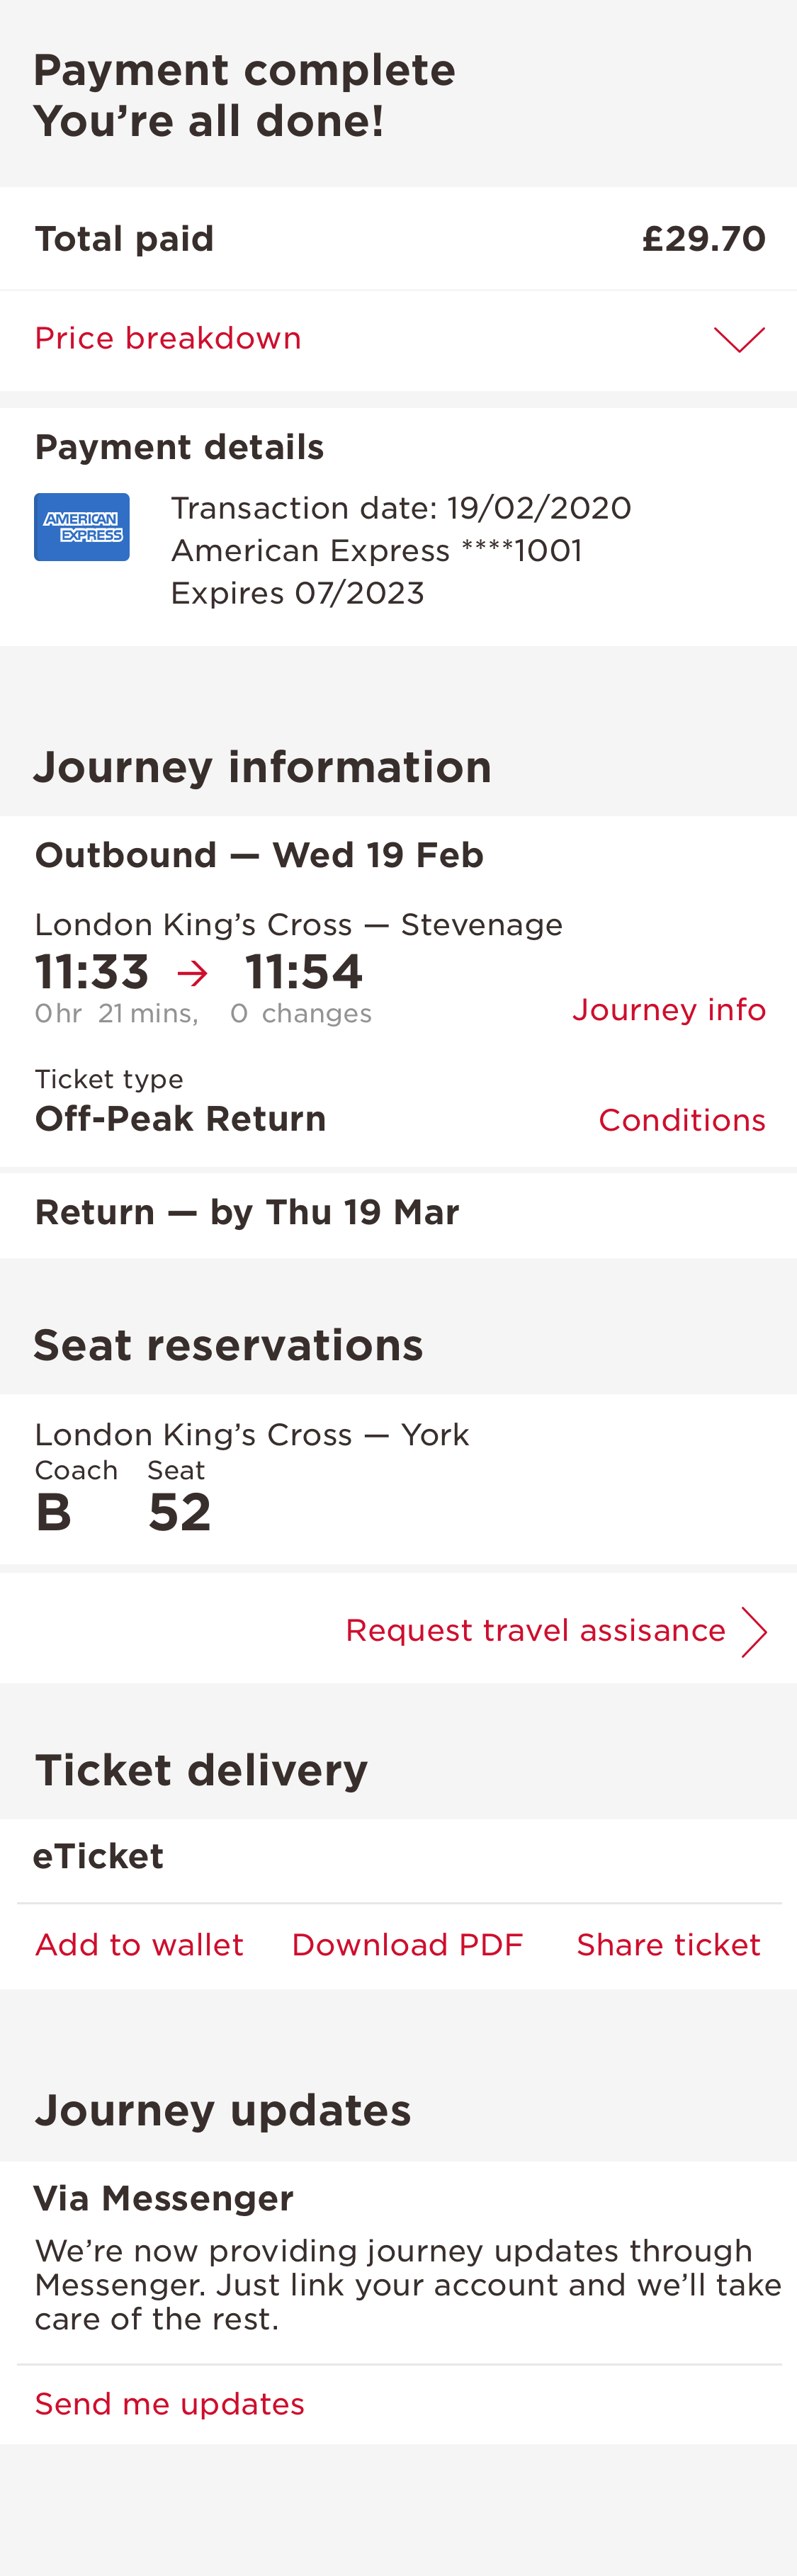 Payment complete
You’re all done!
Total paid £29.70
Price breakdown
Payment details
AMERICAN
EXPRESS
Transaction date: 19/02/2020
American Express ****1001
Expires 07/2023
Journey information
Outbound — Wed 19 Feb
London King’s Cross — Stevenage
11:33 → 11:54
0hr 21 mins, 0 changes
Journey info
Ticket type
Off-Peak Return
Conditions
Return — by Thu 19 Mar
Seat reservations
London King’s Cross — York
Coach Seat
B 52
Request travel assisance
Ticket delivery
eTicket
Add to wallet Download PDF Share ticket
Journey updates
Via Messenger
We’re now providing journey updates through
Messenger. Just link your account and we’ll take
care of the rest.
Send me updates